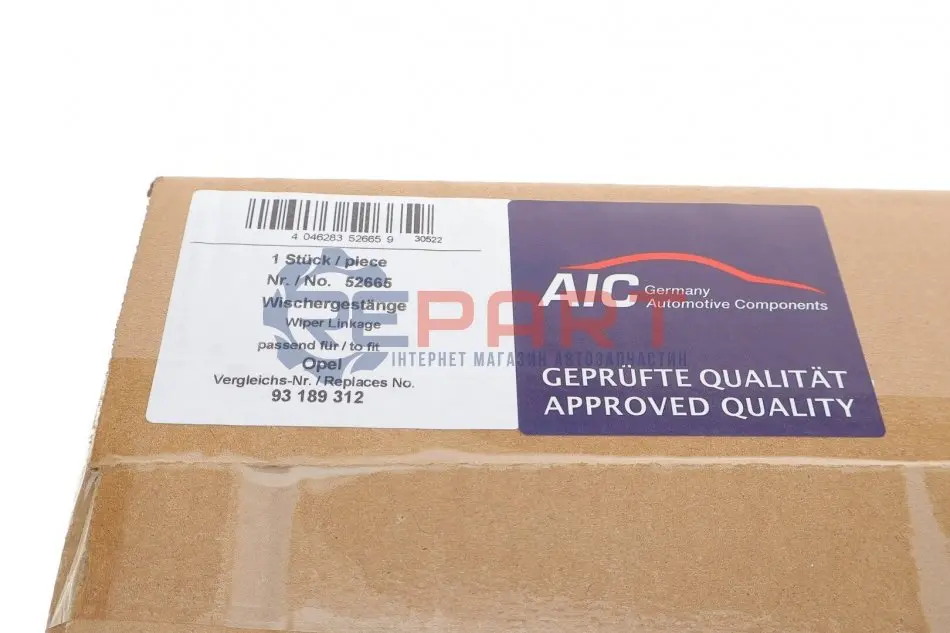 4 046283 52665 9 30522
1 Stück / piece
Nr. / No. 52665
Wischergestänge
Wiper Linkage
passend für / to fit
Opel
Vergleichs-Nr. / Replaces No.
93 189 312
AIC Germany
Automotive Components
GEPRÜFTE QUALITÄT
APPROVED QUALITY
REPART
ІНТЕРНЕТ МАГАЗИН АВТОЗАПЧАСТИН